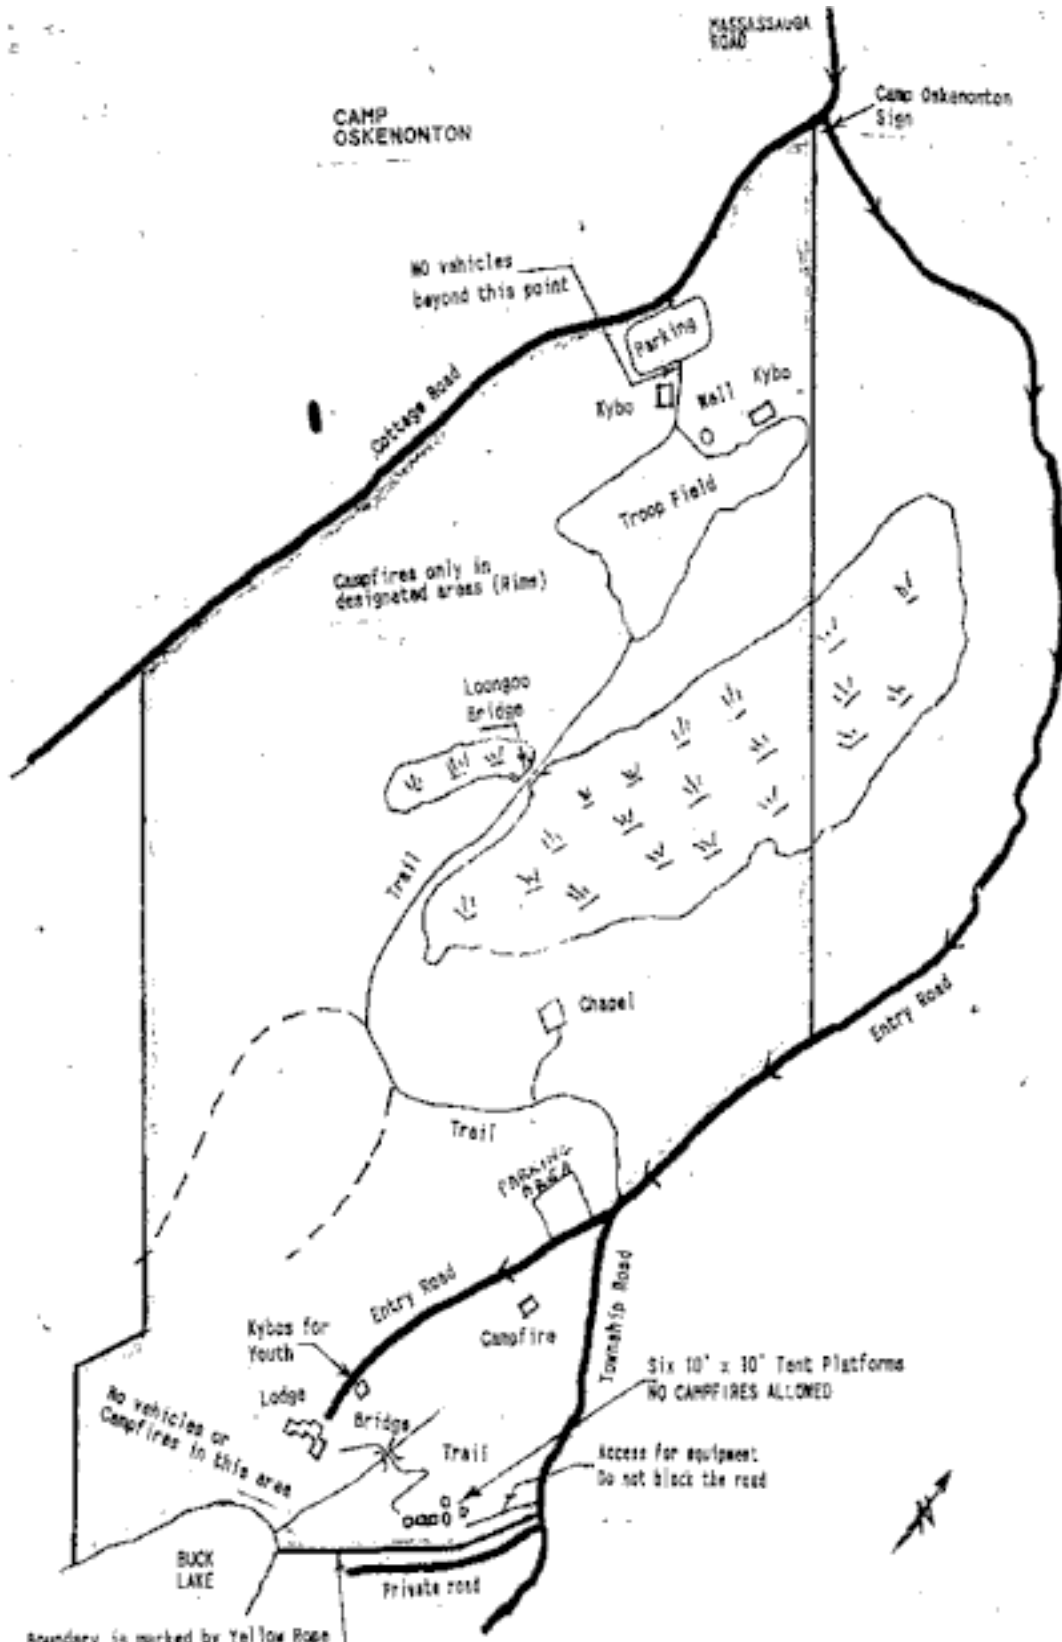 MASSASSAUGA
ROAD
Camp Oskenonton
Sign
CAMP
OSKENONTON
NO vehicles
beyond this point
Parking
Cottage Road
Kybo
Well
Kybo
Troop Field
Campfires only in
designated areas
Loongoo
Bridge
Trail
Chapel
Entry Road
Trail
PARKING
AREA
Entry Road
Township Road
Campfire
Kybos for
Youth
Six 10' x 30' Tent Platforms
NO CAMPFIRES ALLOWED
Lodge
Bridge
No vehicles or
Campfires in this area
Trail
Access for equipment
Do not block the road
N
BUCK
LAKE
Private road
Boundary is marked by Yellow Rope